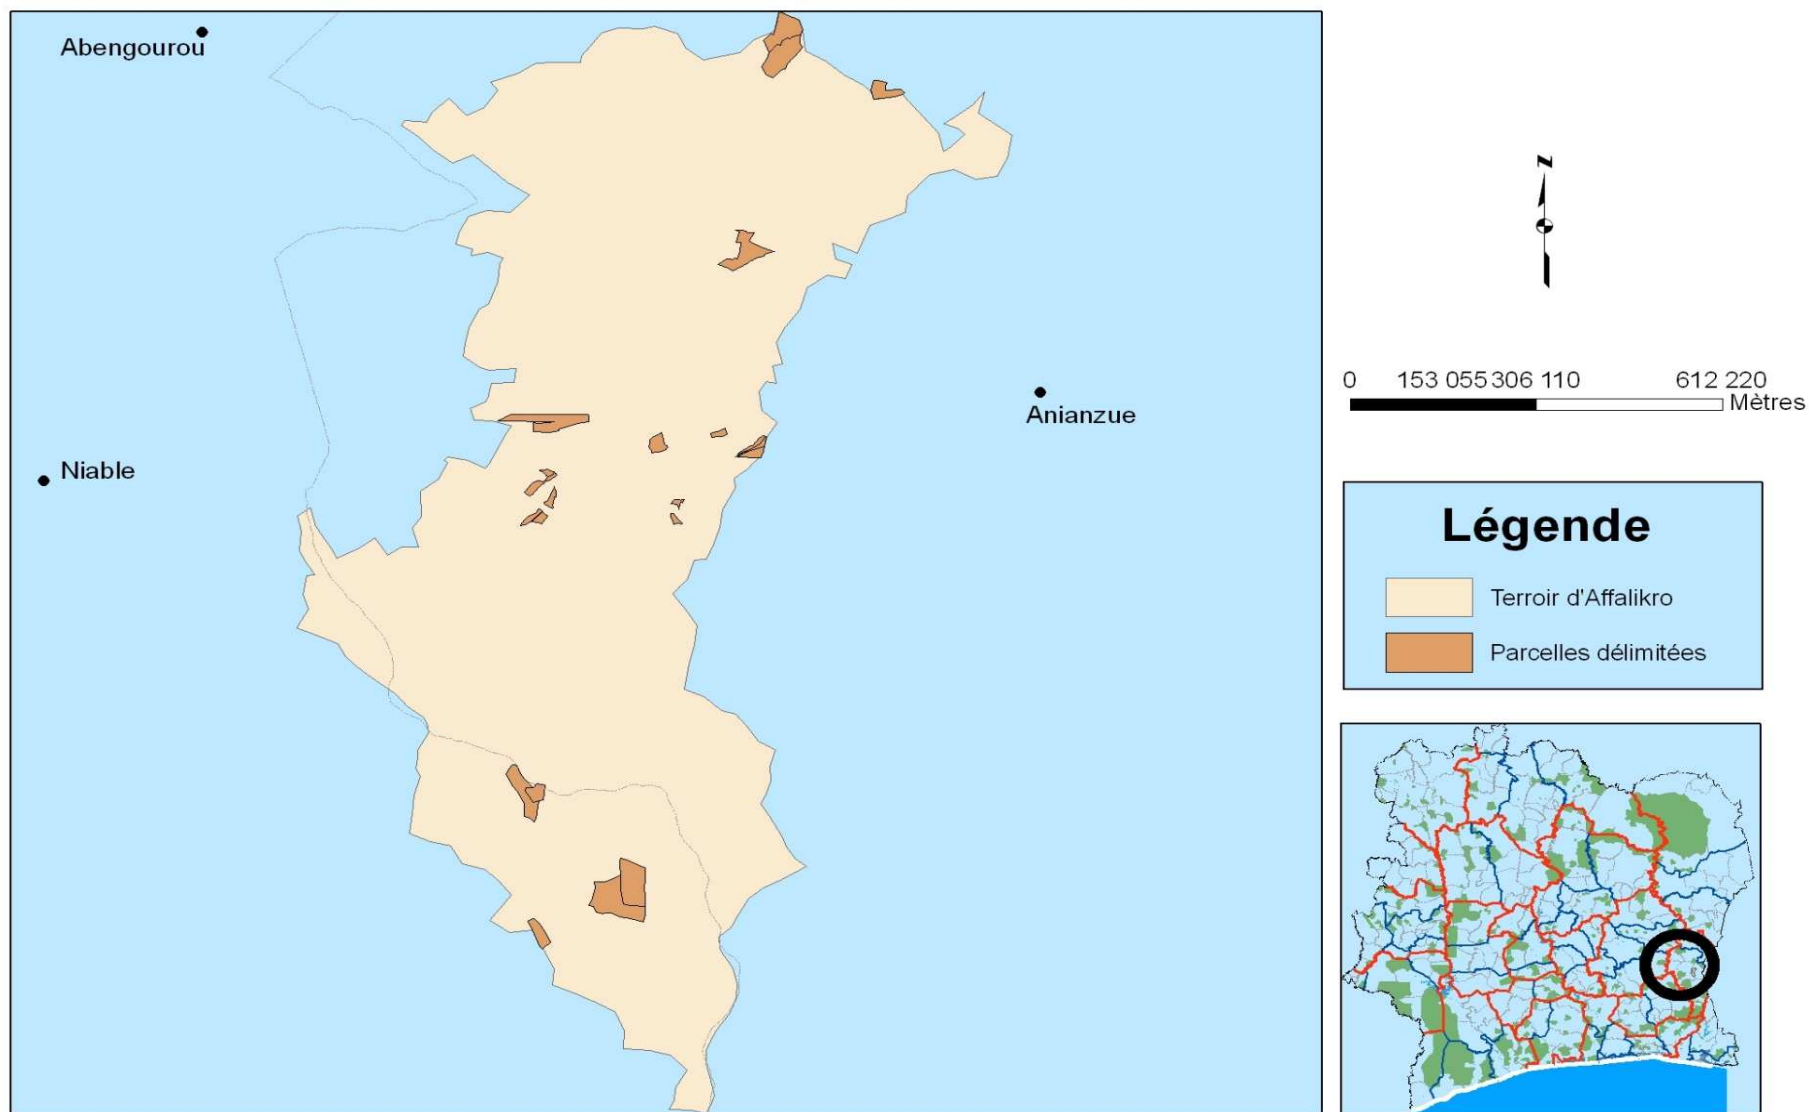 Abengourou
Niable
Anianzue
N
0 153 055 306 110 612 220
Mètres
Légende
Terroir d'Affalikro
Parcelles délimitées